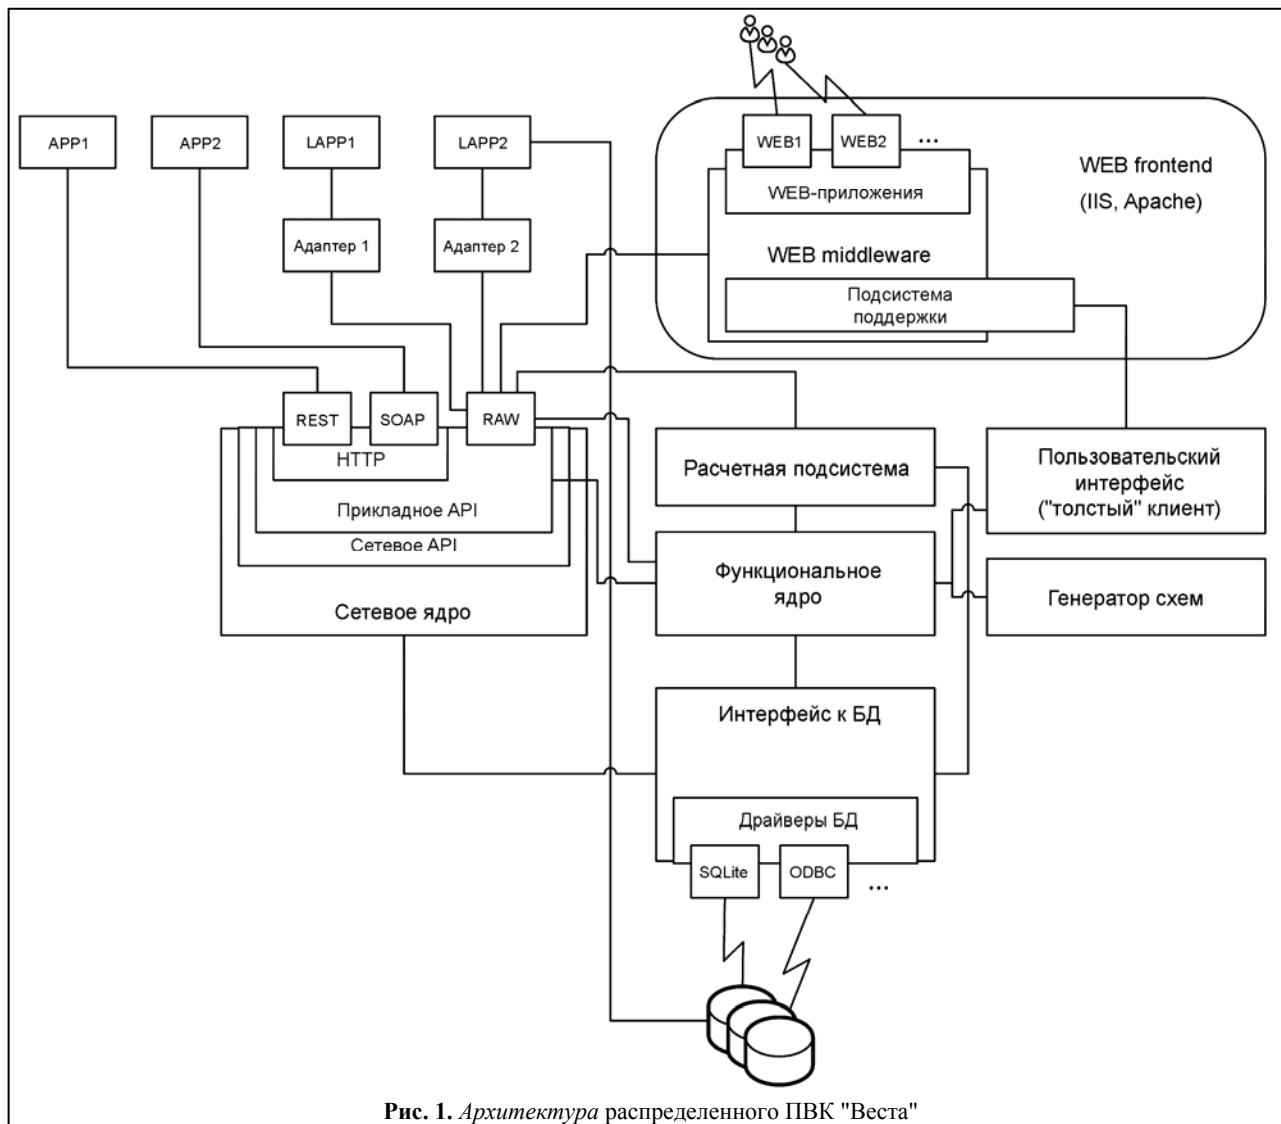 WEB1
WEB2
...
WEB-приложения
WEB frontend
(IIS, Apache)
WEB middleware
Подсистема
поддержки
APP1
APP2
LAPP1
LAPP2
Адаптер 1
Адаптер 2
REST
SOAP
RAW
HTTP
Прикладное API
Сетевое API
Сетевое ядро
Расчетная подсистема
Функциональное
ядро
Пользовательский
интерфейс
("толстый" клиент)
Генератор схем
Интерфейс к БД
Драйверы БД
SQLite
ODBC
...
Рис. 1. Архитектура распределенного ПВК "Веста"